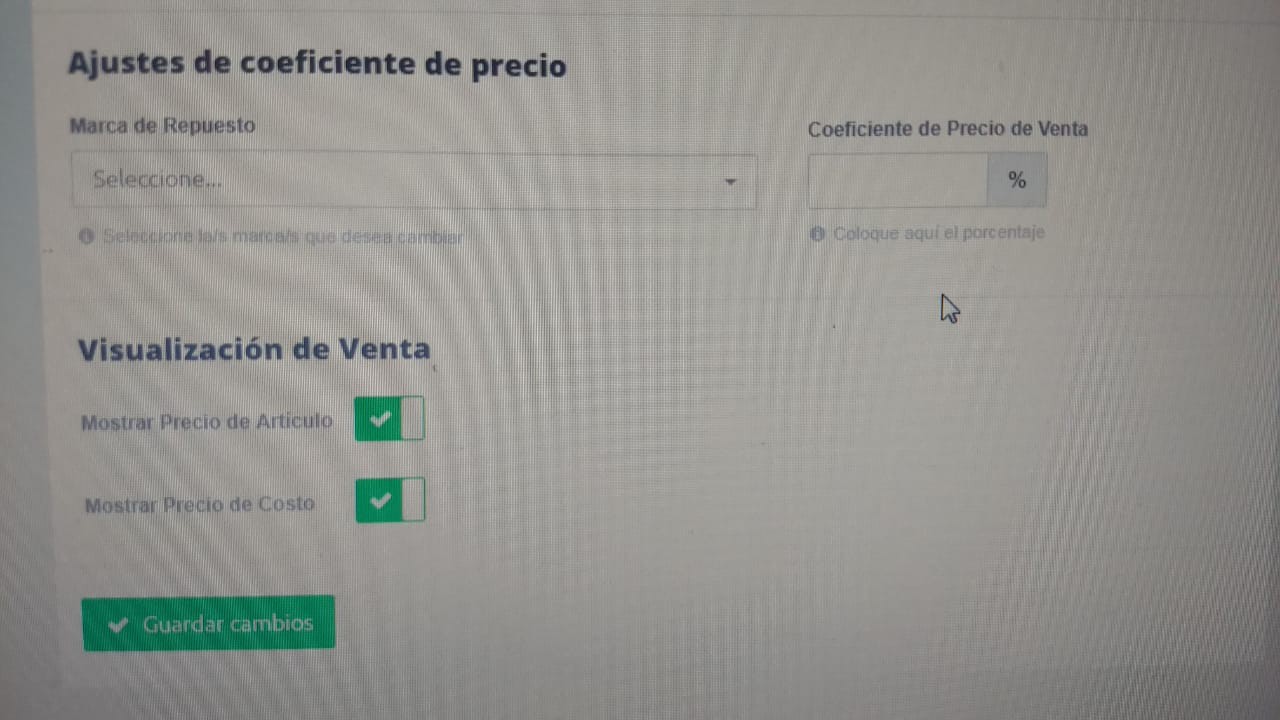 Ajustes de coeficiente de precio
Marca de Repuesto
Coeficiente de Precio de Venta
Seleccione...
%
Seleccione la/s marca/s que desea cambiar
Coloque aquí el porcentaje
Visualización de Venta
Mostrar Precio de Articulo
Mostrar Precio de Costo
Guardar cambios